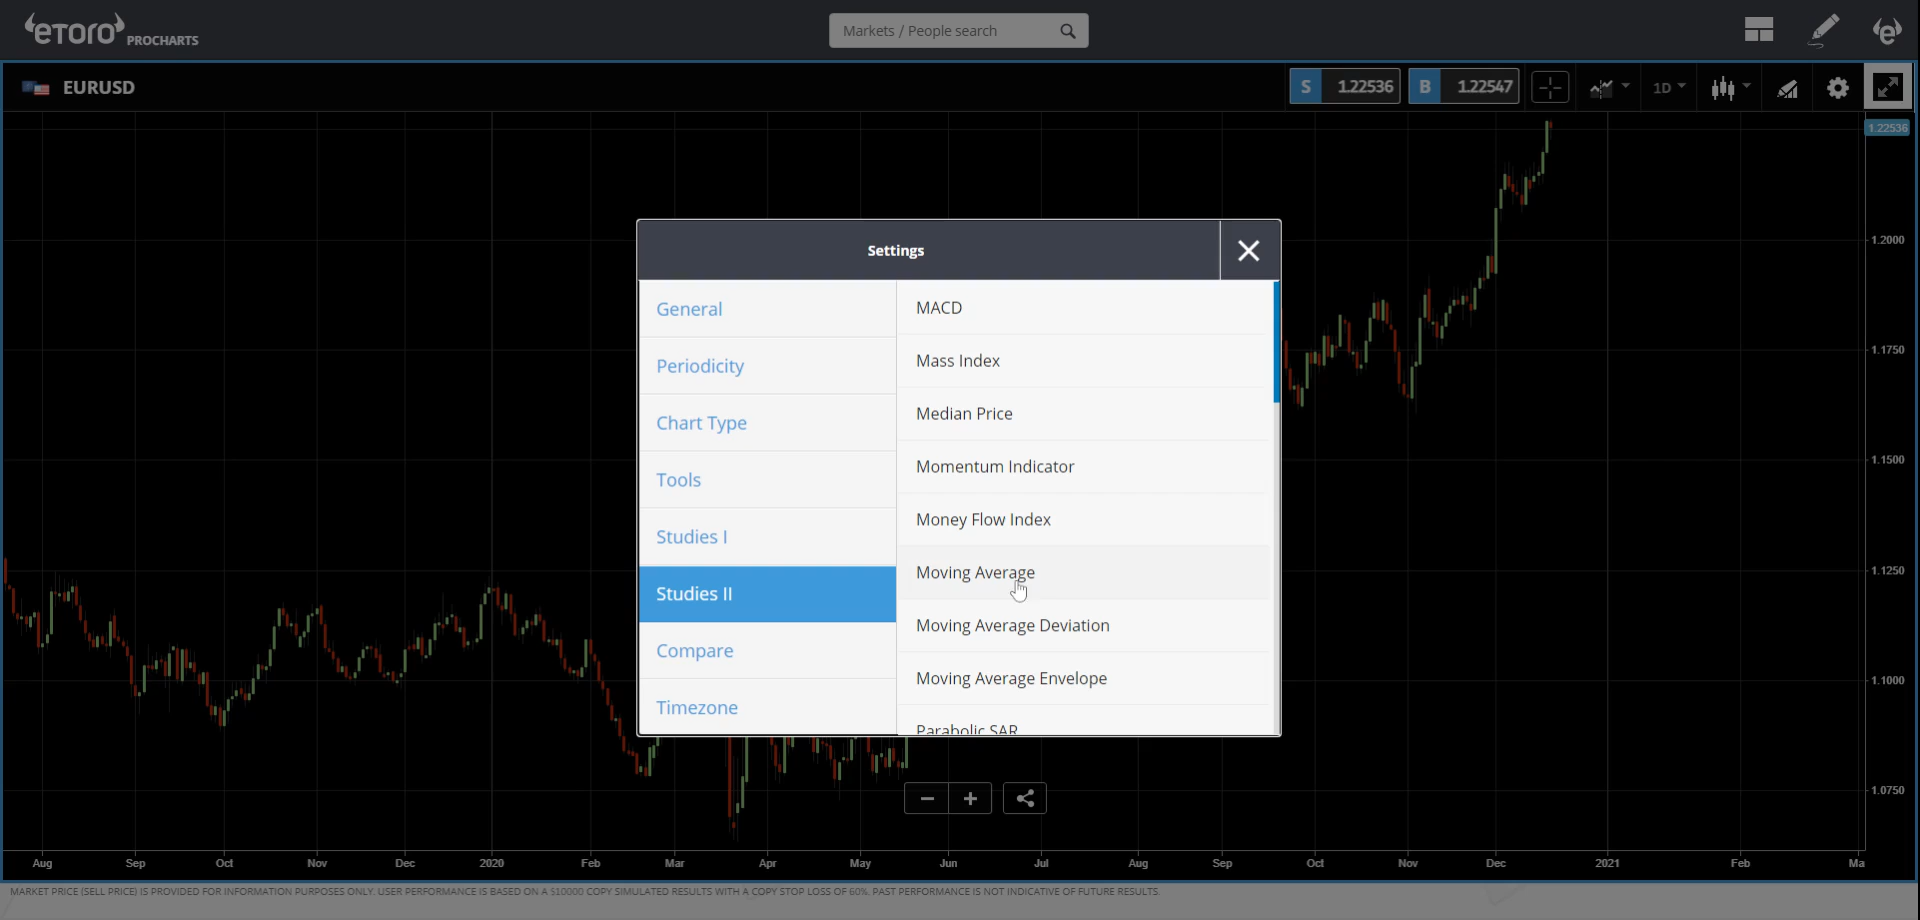 eTORO PROCHARTS
Markets / People search
EURUSD
S 1.22536
B 1.22547
1D
1.22536
Settings
General
Periodicity
Chart Type
Tools
Studies I
Studies II
Compare
Timezone
MACD
Mass Index
Median Price
Momentum Indicator
Money Flow Index
Moving Average
Moving Average Deviation
Moving Average Envelope
Parabolic SAR
1.2000
1.1750
1.1500
1.1250
1.1000
1.0750
Aug Sep Oct Nov Dec 2020 Feb Mar Apr May Jun Jul Aug Sep Oct Nov Dec 2021 Feb Ma
MARKET PRICE (SELL PRICE) IS PROVIDED FOR INFORMATION PURPOSES ONLY. USER PERFORMANCE IS BASED ON A $10000 COPY SIMULATED RESULTS WITH A COPY STOP LOSS OF 60%. PAST PERFORMANCE IS NOT INDICATIVE OF FUTURE RESULTS.